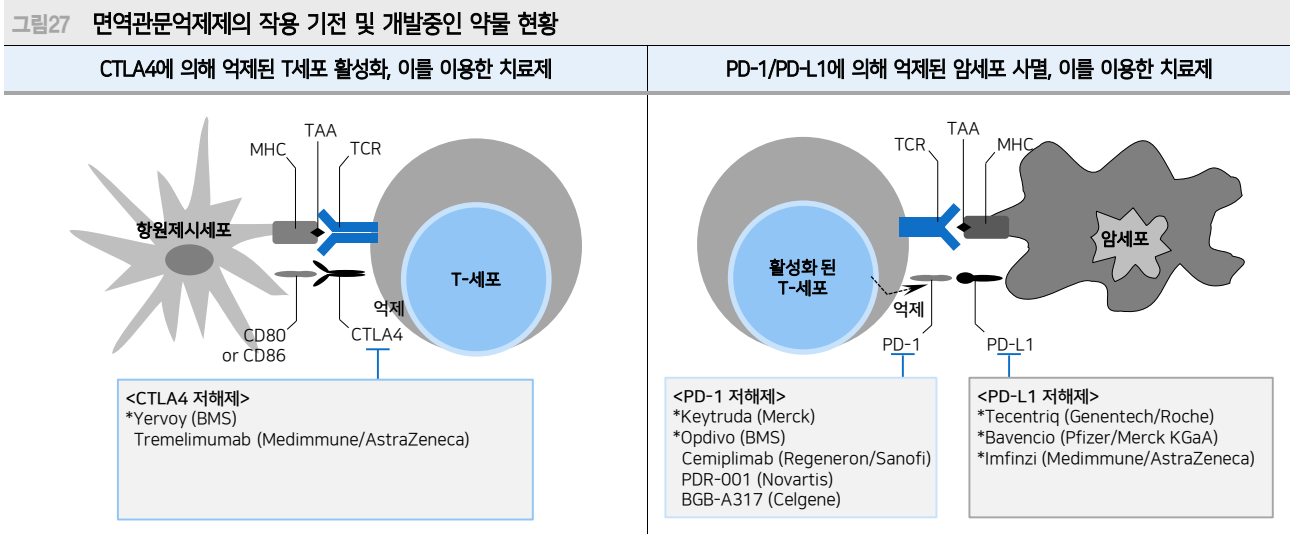 그림27 면역관문억제제의 작용 기전 및 개발중인 약물 현황
CTLA4에 의해 억제된 T세포 활성화, 이를 이용한 치료제
TAA
MHC
TCR
항원제시세포
T-세포
억제
CD80
or CD86
CTLA4
<CTLA4 저해제>
*Yervoy (BMS)
Tremelimumab (Medimmune/AstraZeneca)
PD-1/PD-L1에 의해 억제된 암세포 사멸, 이를 이용한 치료제
TAA
TCR
MHC
암세포
활성화 된
T-세포
억제
PD-1
PD-L1
<PD-1 저해제>
*Keytruda (Merck)
*Opdivo (BMS)
Cemiplimab (Regeneron/Sanofi)
PDR-001 (Novartis)
BGB-A317 (Celgene)
<PD-L1 저해제>
*Tecentriq (Genentech/Roche)
*Bavencio (Pfizer/Merck KGaA)
*Imfinzi (Medimmune/AstraZeneca)